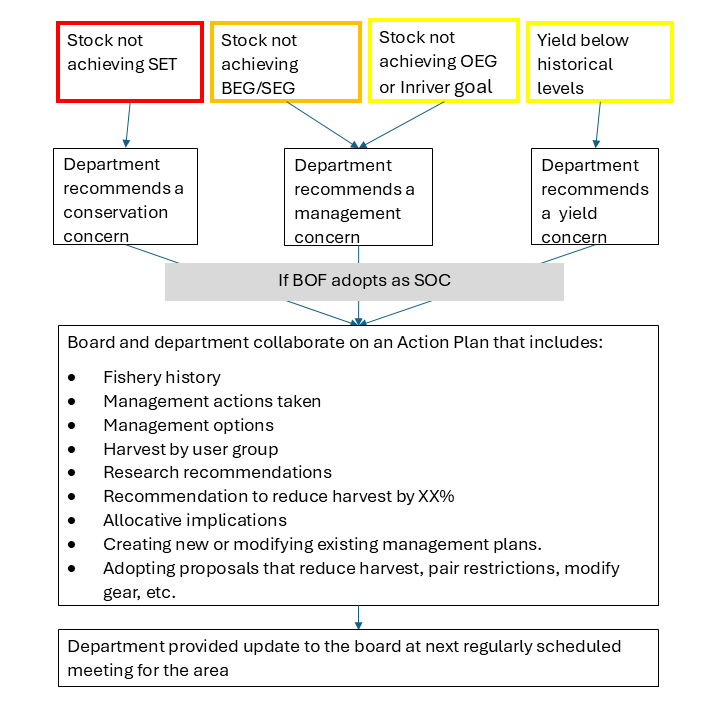 Stock not
achieving SET
Stock not
achieving
BEG/SEG
Stock not
achieving OEG
or Inriver goal
Yield below
historical
levels
Department
recommends a
conservation
concern
Department
recommends a
management
concern
Department
recommends
a yield
concern
If BOF adopts as SOC
Board and department collaborate on an Action Plan that includes:
• Fishery history
• Management actions taken
• Management options
• Harvest by user group
• Research recommendations
• Recommendation to reduce harvest by XX%
• Allocative implications
• Creating new or modifying existing management plans.
• Adopting proposals that reduce harvest, pair restrictions, modify
gear, etc.
Department provided update to the board at next regularly scheduled
meeting for the area